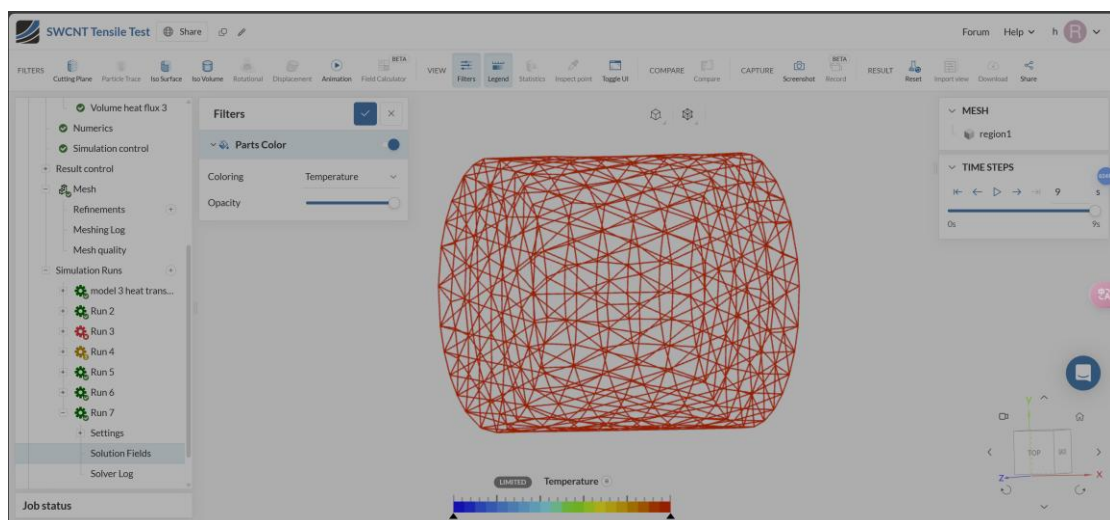 SWCNT Tensile Test Share Forum Help h R
FILTERS Cutting Plane Particle Trace Iso Surface Iso Volume Rotational Displacement Animation BETA Field Calculator VIEW Filters Legend Statistics Inspect point Toggle UI COMPARE Compare CAPTURE Screenshot BETA Record RESULT Reset Import view Download Share
Volume heat flux 3
Numerics
Simulation control
Result control
Mesh
Refinements
Meshing Log
Mesh quality
Simulation Runs
model 3 heat trans...
Run 2
Run 3
Run 4
Run 5
Run 6
Run 7
Settings
Solution Fields
Solver Log
Job status
Filters
Parts Color
Coloring Temperature
Opacity
MESH
region1
TIME STEPS
9 s
0s 9s
Y
TOP
Z X
LIMITED Temperature